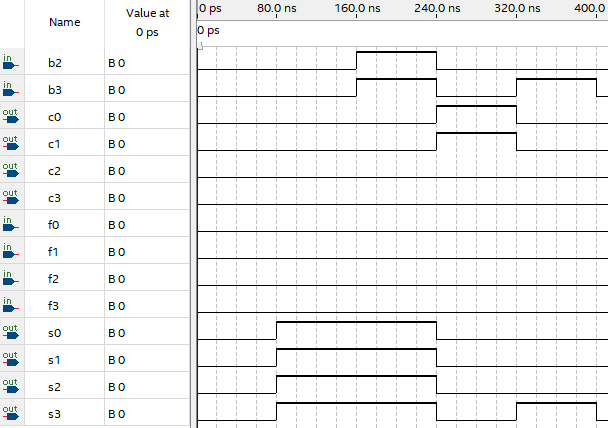 Name Value at 0 ps 0 ps 80.0 ns 160.0 ns 240.0 ns 320.0 ns 400.0
0 ps
in b2 B 0
in b3 B 0
out c0 B 0
out c1 B 0
out c2 B 0
out c3 B 0
in f0 B 0
in f1 B 0
in f2 B 0
in f3 B 0
out s0 B 0
out s1 B 0
out s2 B 0
out s3 B 0